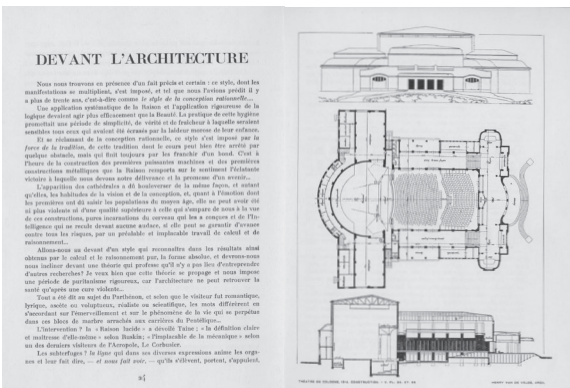 DEVANT L'ARCHITECTURE
Nous nous trouvons en présence d'un fait précis et certain : ce style, dont les
manifestations se multiplient, s'est imposé, et tel que nous l'avions prédit il y
a plus de trente ans, c'est-à-dire comme le style de la conception rationnelle...
Une application systématique de la Raison et l'application rigoureuse de la
logique devaient agir plus efficacement que la Beauté. La pratique de cette hygiène
promettait une période de simplicité, de vérité et de fraîcheur à laquelle seraient
sensibles tous ceux qui avaient été écrasés par la laideur morose de leur enfance.
Et se réclamant de la conception rationnelle, ce style s'est imposé par la
force de la tradition, de cette tradition dont le cours peut bien être arrêté par
quelque obstacle, mais qui finit toujours par les franchir d'un bond. C'est à
l'heure de la construction des premières puissantes machines et des premières
constructions métalliques que la Raison remporta sur le sentiment l'éclatante
victoire à laquelle nous devons notre délivrance et la promesse d'un avenir...
L'apparition des cathédrales a dû bouleverser de la même façon, et autant
qu'elles, les habitudes de la vision et de la conception, et, quant à l'émotion dont
les premières ont dû saisir les populations du moyen âge, elle ne peut avoir été
ni plus violente ni d'une qualité supérieure à celle qui s'empare de nous à la vue
de ces constructions, pures incarnations du cerveau qui les a conçues et de l'In-
telligence qui ne recule devant aucune audace, si elle peut se garantir d'avance
contre tous les risques, par un préalable et implacable travail de calcul et de
raisonnement...
Allons-nous au devant d'un style qui reconnaîtra dans les résultats ainsi
obtenus par le calcul et le raisonnement pur, la forme absolue, et devrons-nous
nous incliner devant une théorie qui professe qu'il n'y a pas lieu d'entreprendre
d'autres recherches? Je veux bien que cette théorie se propage et nous impose
une période de puritanisme rigoureux, car l'architecture ne peut retrouver la
santé qu'après une cure violente...
Tout a été dit au sujet du Parthénon, et selon que le visiteur fut romantique,
lyrique, ascète ou voluptueux, réaliste ou scientifique, les mots diffèrent en
s'accordant sur l'émerveillement et sur le phénomène de la vie qui se perpétue
dans ces blocs de marbre arrachés aux carrières du Pentélique...
L'intervention? la « Raison lucide » a dévoilé Taine; « la définition claire
et maîtresse d'elle-même » selon Ruskin; « l'implacable de la mécanique » selon
un des derniers visiteurs de l'Acropole, Le Corbusier.
Les subterfuges? la ligne qui dans ses diverses expressions anime les orga-
nes et leur fait dire, — et nous fait voir, — qu'ils s'élèvent, portent, s'appuient,
24
THEATRE DE COLOGNE, 1914. CONSTRUCTION
HENRY VAN DE VELDE